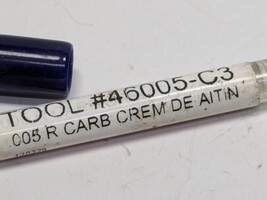 TOOL #46005-C3
.005 R CARB CREM DE AITIN